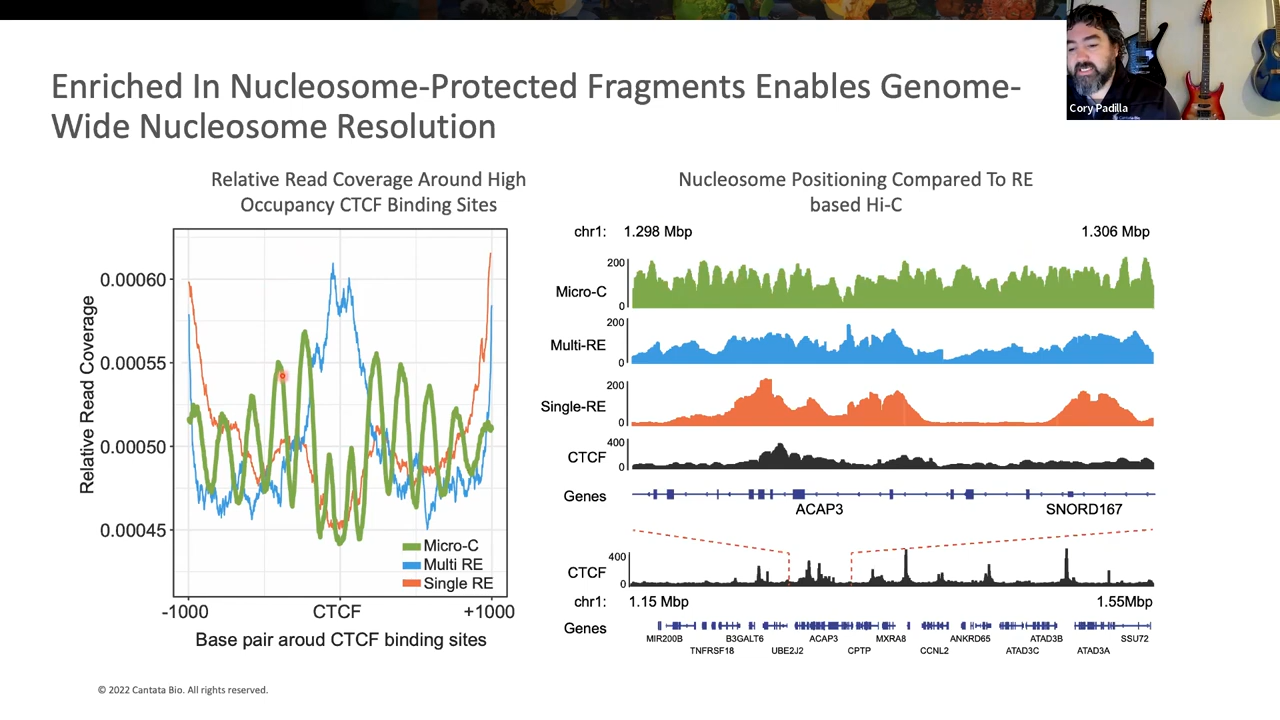 Enriched In Nucleosome-Protected Fragments Enables Genome-
Wide Nucleosome Resolution
Cory Padilla
Relative Read Coverage Around High
Occupancy CTCF Binding Sites
Relative Read Coverage
0.00060
0.00055
0.00050
0.00045
Micro-C
Multi RE
Single RE
-1000
CTCF
+1000
Base pair aroud CTCF binding sites
Nucleosome Positioning Compared To RE
based Hi-C
chr1: 1.298 Mbp 1.306 Mbp
200
Micro-C
0
200
Multi-RE
0
200
Single-RE
0
400
CTCF
0
Genes
ACAP3 SNORD167
400
CTCF
0
chr1: 1.15 Mbp 1.55Mbp
Genes
MIR200B B3GALT6 ACAP3 MXRA8 ANKRD65 ATAD3B SSU72
TNFRSF18 UBE2J2 CPTP CCNL2 ATAD3C ATAD3A
© 2022 Cantata Bio. All rights reserved.